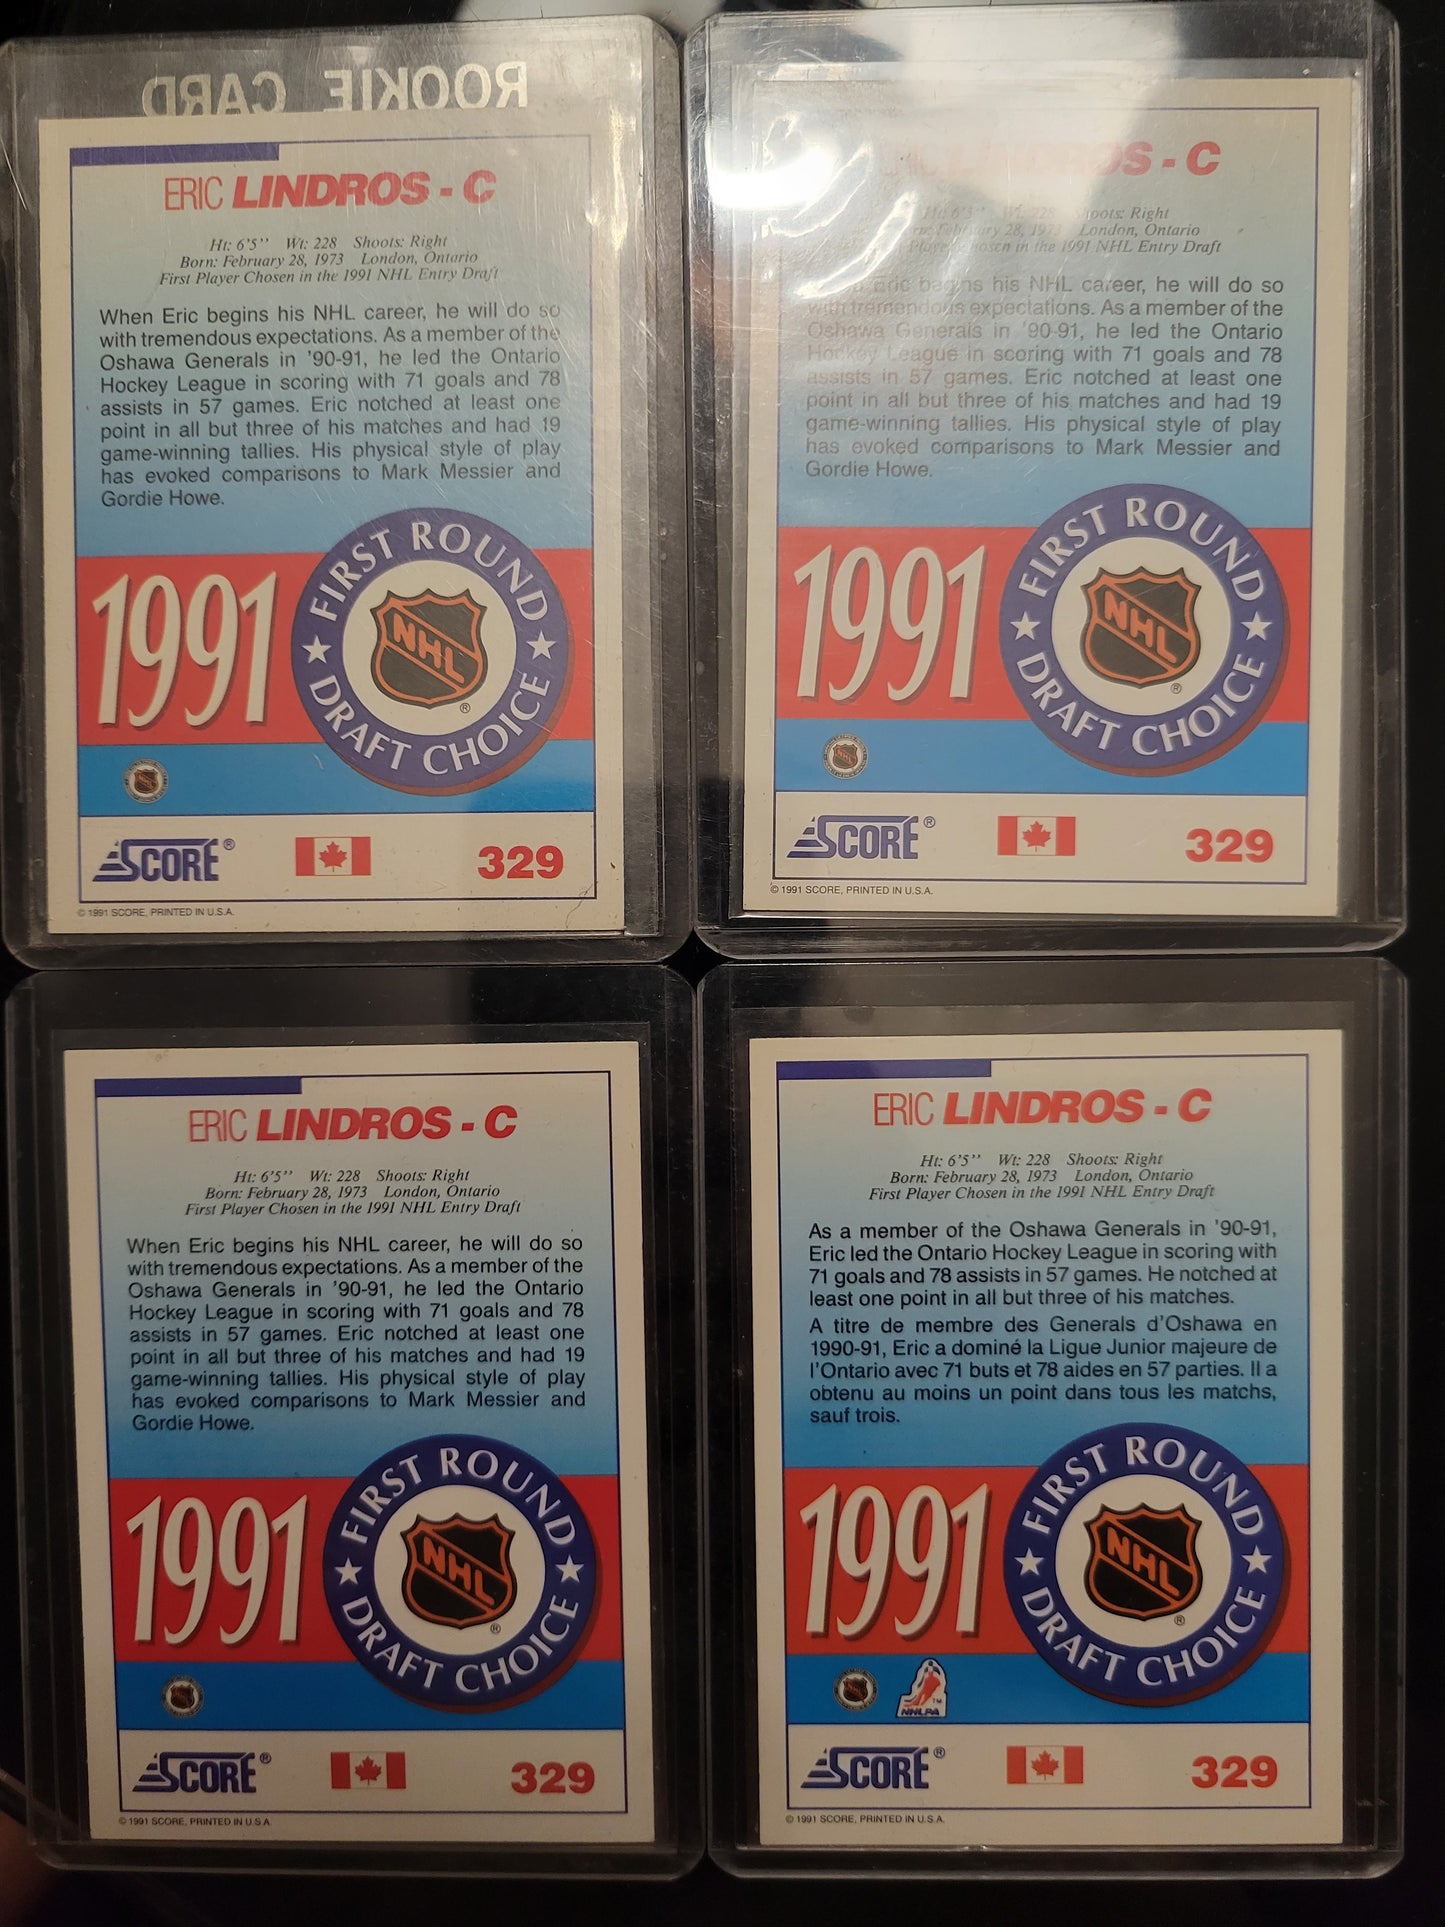 ROOKIE CARD
ERIC LINDROS - C
Ht: 6'5'' Wt: 228 Shoots: Right
Born: February 28, 1973 London, Ontario
First Player Chosen in the 1991 NHL Entry Draft
When Eric begins his NHL career, he will do so
with tremendous expectations. As a member of the
Oshawa Generals in '90-91, he led the Ontario
Hockey League in scoring with 71 goals and 78
assists in 57 games. Eric notched at least one
point in all but three of his matches and had 19
game-winning tallies. His physical style of play
has evoked comparisons to Mark Messier and
Gordie Howe.
1991
FIRST ROUND
NHL
®
DRAFT CHOICE
SCORE®
329
© 1991 SCORE, PRINTED IN U.S.A.
LINDROS - C
Ht: 6'5'' Wt: 228 Shoots: Right
February 28, 1973 London, Ontario
Player Chosen in the 1991 NHL Entry Draft
Eric begins his NHL career, he will do so
with tremendous expectations. As a member of the
Oshawa Generals in '90-91, he led the Ontario
Hockey League in scoring with 71 goals and 78
assists in 57 games. Eric notched at least one
point in all but three of his matches and had 19
game-winning tallies. His physical style of play
has evoked comparisons to Mark Messier and
Gordie Howe.
1991
FIRST ROUND
NHL
®
DRAFT CHOICE
SCORE®
329
© 1991 SCORE, PRINTED IN U.S.A.
ERIC LINDROS - C
Ht: 6'5'' Wt: 228 Shoots: Right
Born: February 28, 1973 London, Ontario
First Player Chosen in the 1991 NHL Entry Draft
When Eric begins his NHL career, he will do so
with tremendous expectations. As a member of the
Oshawa Generals in '90-91, he led the Ontario
Hockey League in scoring with 71 goals and 78
assists in 57 games. Eric notched at least one
point in all but three of his matches and had 19
game-winning tallies. His physical style of play
has evoked comparisons to Mark Messier and
Gordie Howe.
1991
FIRST ROUND
NHL
®
DRAFT CHOICE
SCORE®
329
© 1991 SCORE, PRINTED IN U.S.A.
ERIC LINDROS - C
Ht: 6'5'' Wt: 228 Shoots: Right
Born: February 28, 1973 London, Ontario
First Player Chosen in the 1991 NHL Entry Draft
As a member of the Oshawa Generals in '90-91,
Eric led the Ontario Hockey League in scoring with
71 goals and 78 assists in 57 games. He notched at
least one point in all but three of his matches.
A titre de membre des Generals d'Oshawa en
1990-91, Eric a dominé la Ligue Junior majeure de
l'Ontario avec 71 buts et 78 aides en 57 parties. Il a
obtenu au moins un point dans tous les matchs,
sauf trois.
1991
FIRST ROUND
NHL
®
DRAFT CHOICE
NHLPA
TM
SCORE®
329
© 1991 SCORE, PRINTED IN U.S.A.